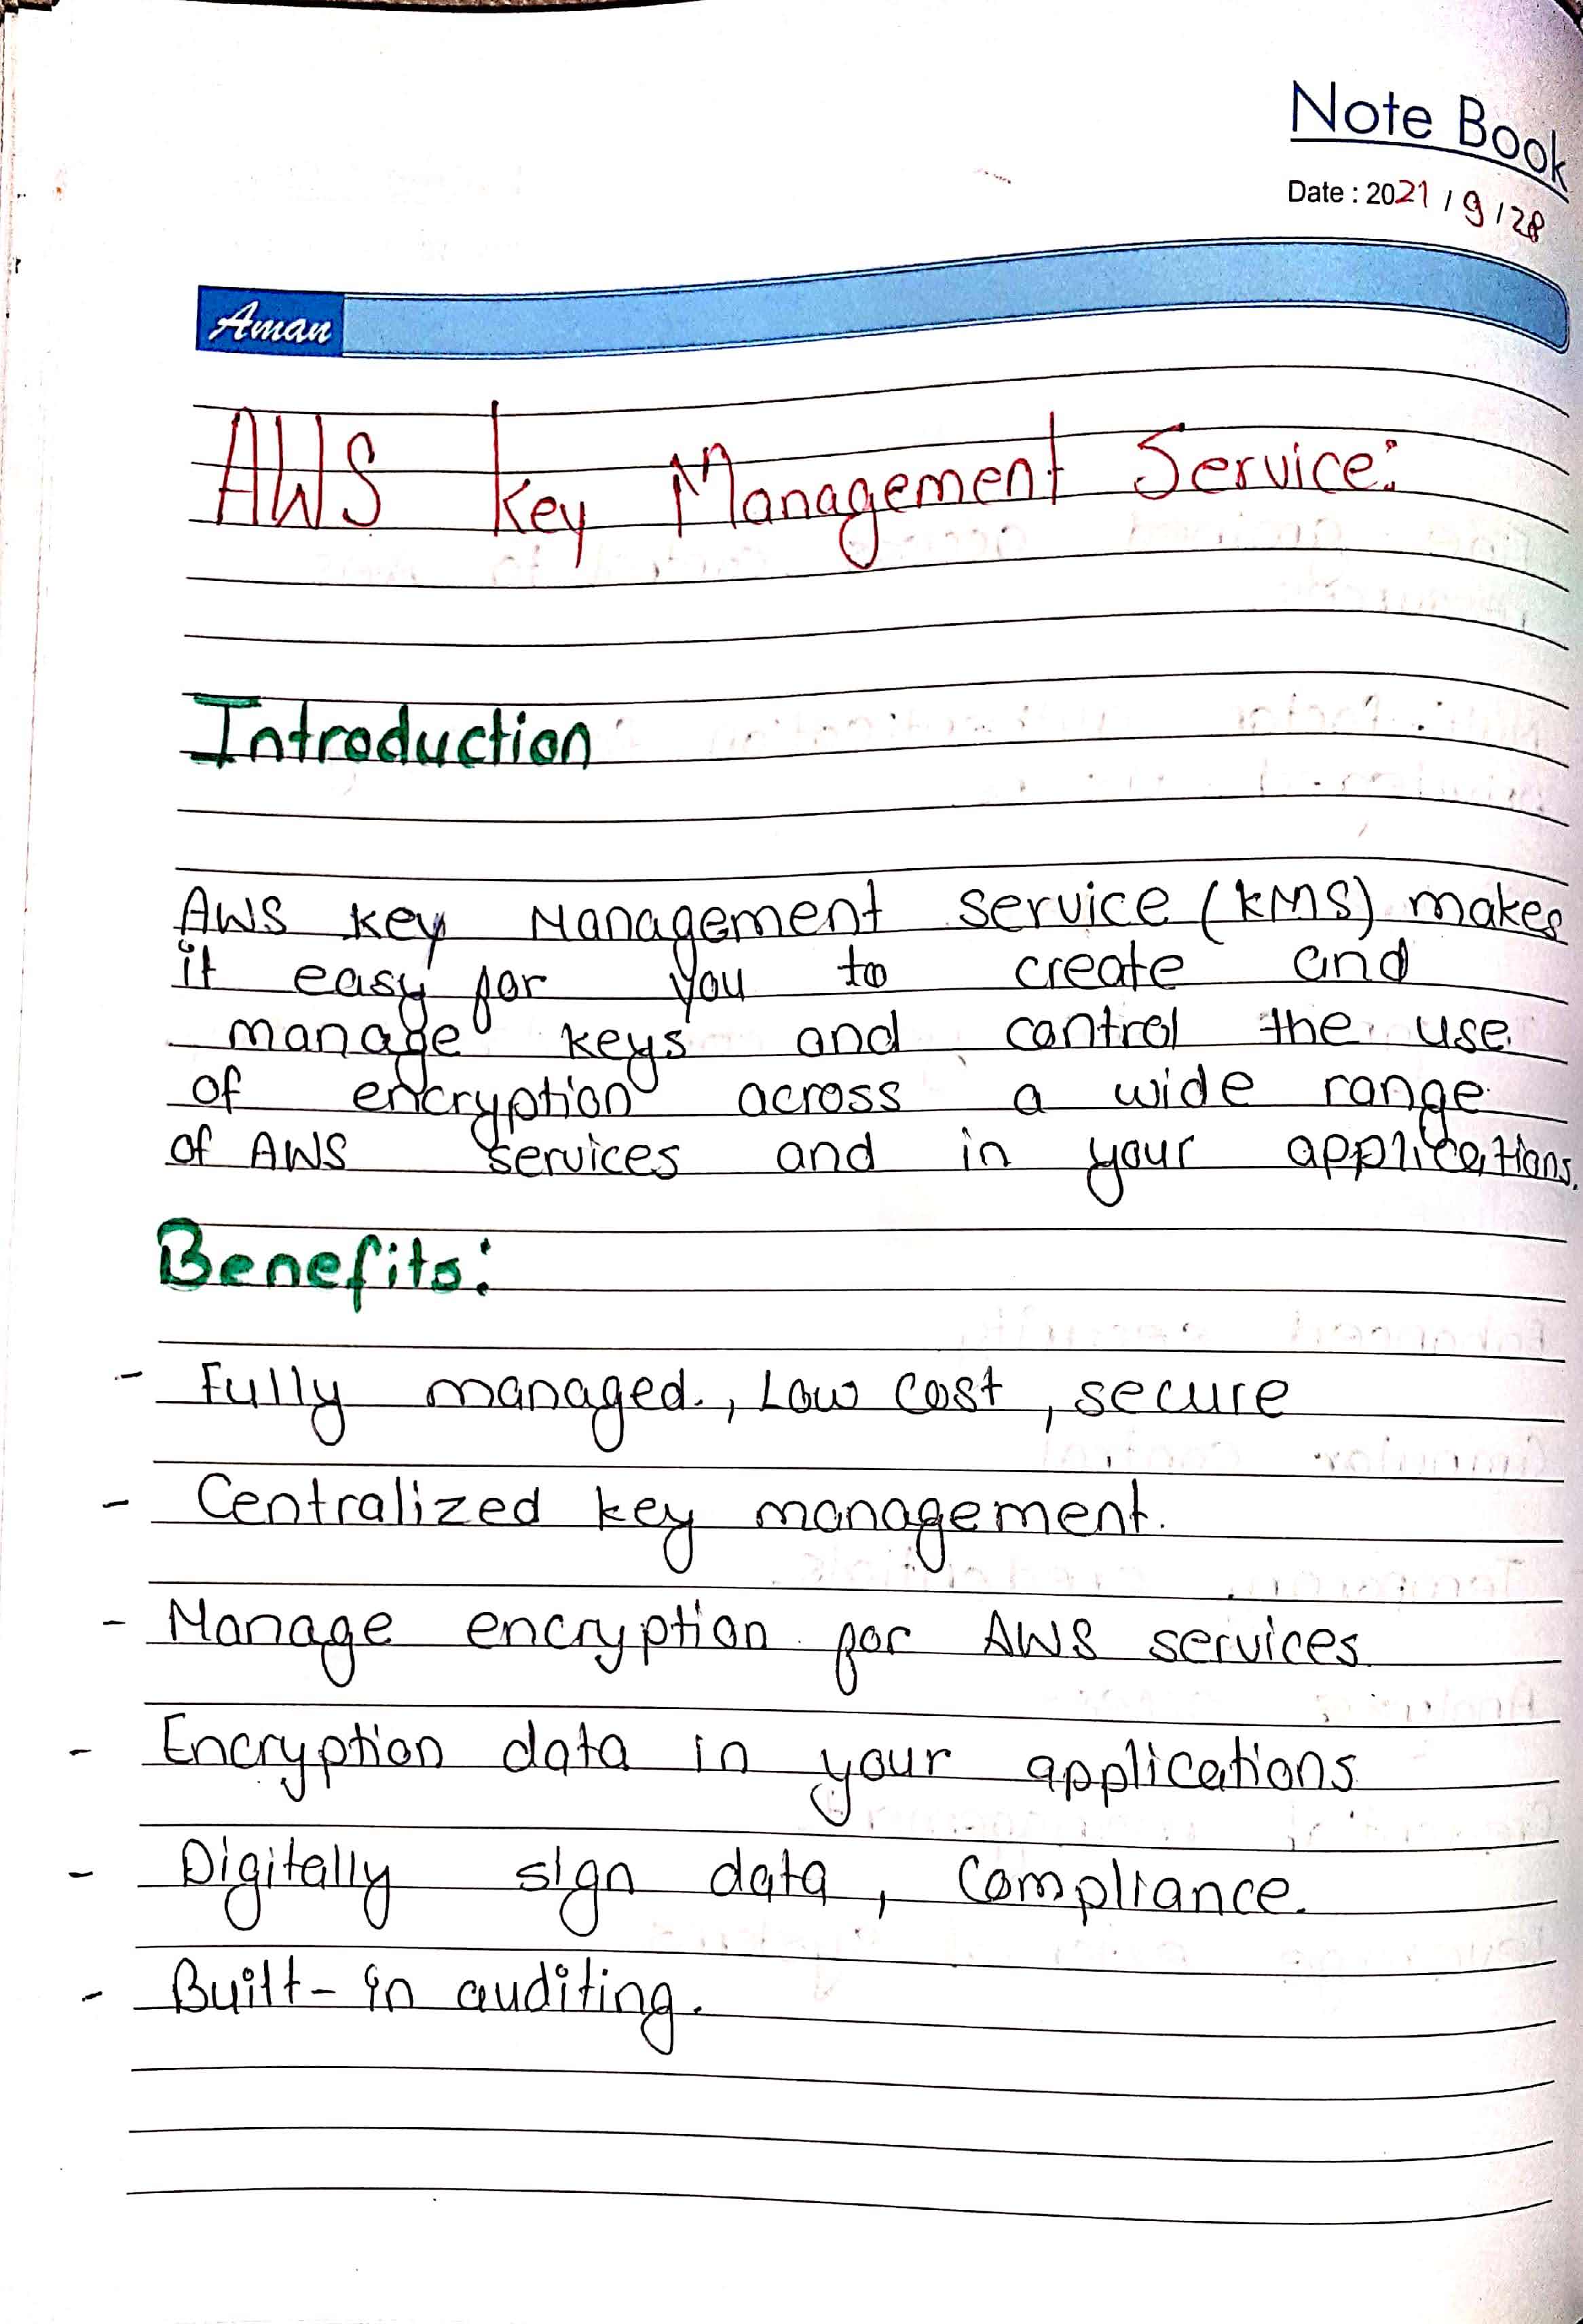 Note Book
Date : 2021 / 9 / 28
Aman
AWS Key Management Service:
Introduction
AWS Key Management Service (KMS) makes
it easy for you to create and
manage keys and control the use
of encryption across a wide range
of AWS services and in your applications.
Benefits:
- Fully managed, Low Cost, secure
- Centralized key management.
- Manage encryption for AWS services
- Encryption data in your applications
- Digitally sign data, Compliance.
- Built-in auditing.